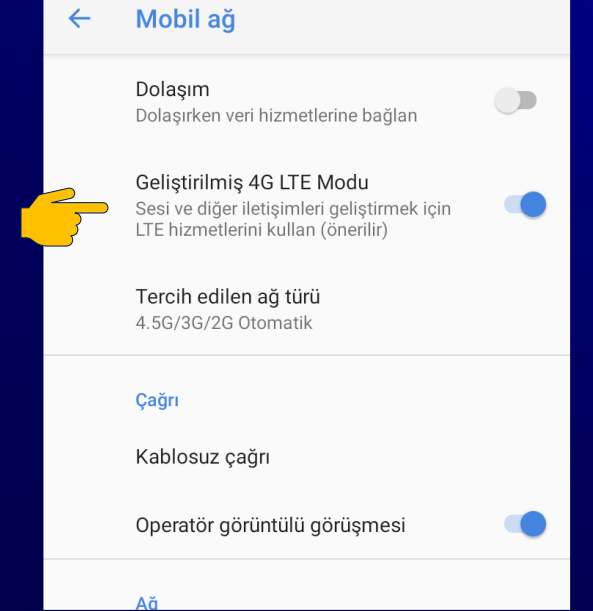 Mobil ağ
Dolaşım
Dolaşırken veri hizmetlerine bağlan
Geliştirilmiş 4G LTE Modu
Sesi ve diğer iletişimleri geliştirmek için
LTE hizmetlerini kullan (önerilir)
Tercih edilen ağ türü
4.5G/3G/2G Otomatik
Çağrı
Kablosuz çağrı
Operatör görüntülü görüşmesi
Ağ